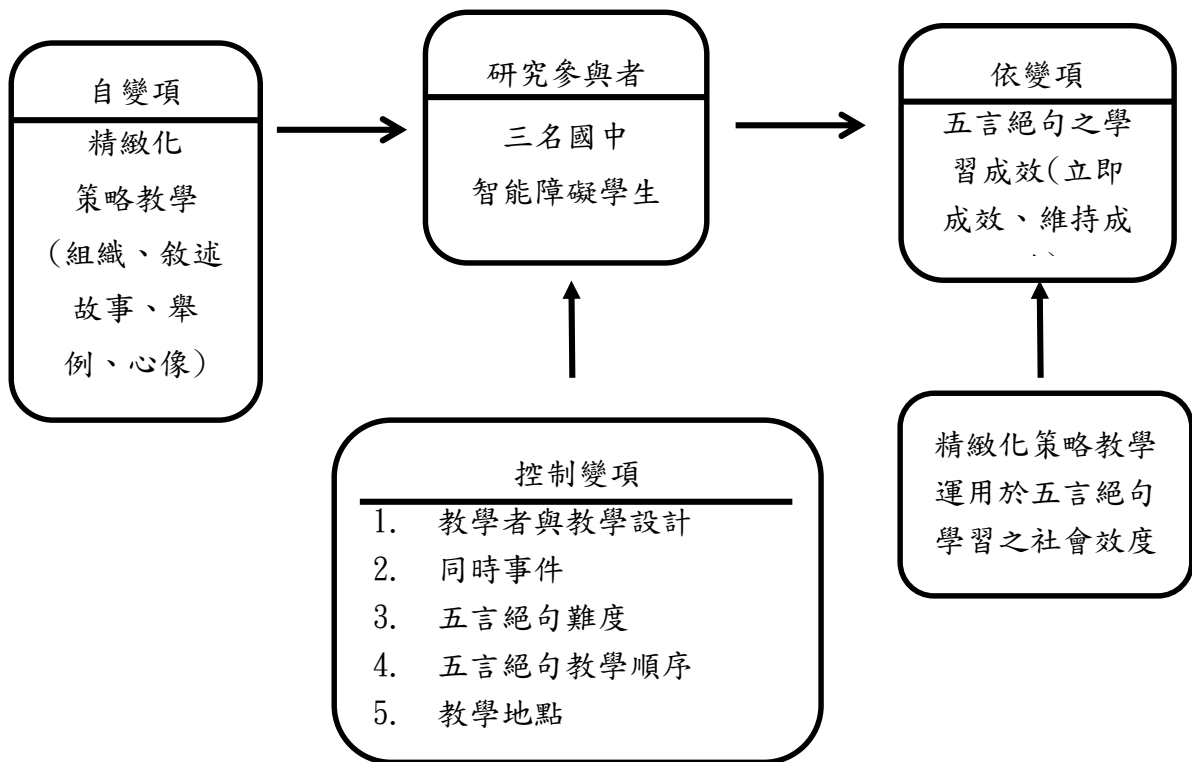 自變項
精緻化
策略教學
(組織、敘述
故事、舉
例、心像)
研究參與者
三名國中
智能障礙學生
依變項
五言絕句之學
習成效(立即
成效、維持成
控制變項
1. 教學者與教學設計
2. 同時事件
3. 五言絕句難度
4. 五言絕句教學順序
5. 教學地點
精緻化策略教學
運用於五言絕句
學習之社會效度